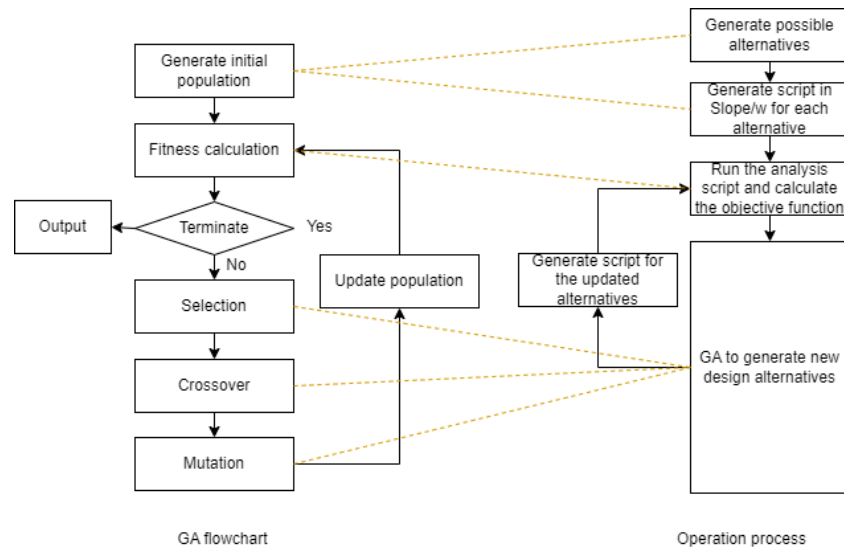 Generate initial
population
Fitness calculation
Terminate
Yes
Output
No
Selection
Update population
Crossover
Mutation
GA flowchart
Generate possible
alternatives
Generate script in
Slope/w for each
alternative
Run the analysis
script and calculate
the objective function
Generate script for
the updated
alternatives
GA to generate new
design alternatives
Operation process